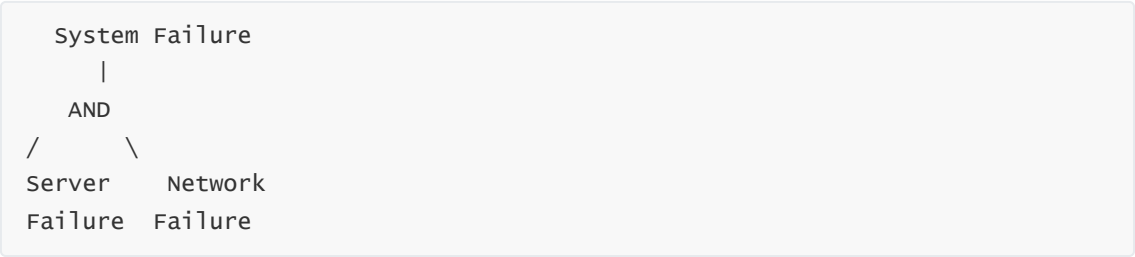 System Failure
|
AND
/ \
Server Network
Failure Failure